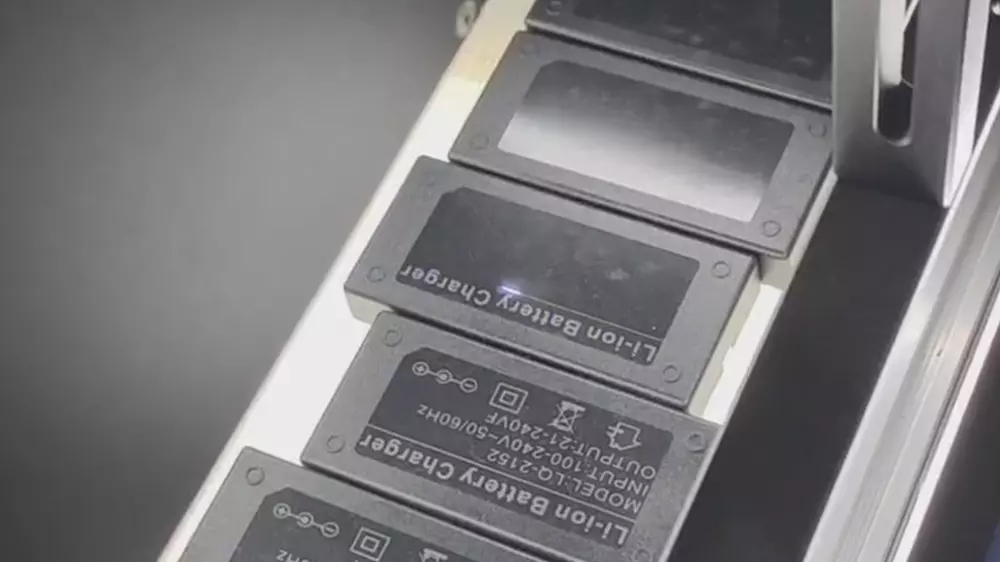 Li-ion Battery Charger
Li-ion Battery Charger
MODEL:LQ-2152
INPUT:100-240V~50/60Hz
OUTPUT:21-240VF